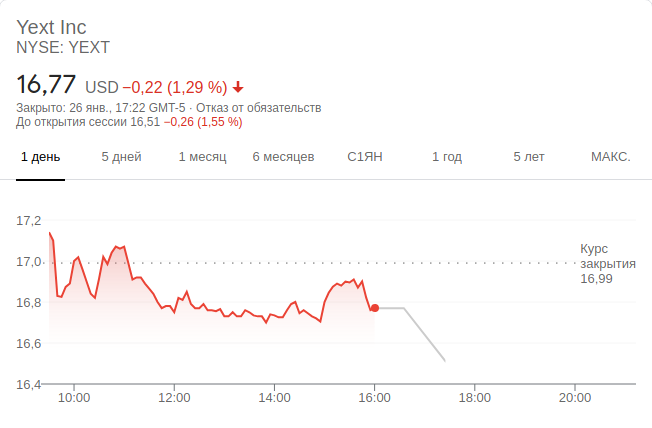 Yext Inc
NYSE: YEXT
16,77 USD −0,22 (1,29 %)
Закрыто: 26 янв., 17:22 GMT-5 · Отказ от обязательств
До открытия сессии 16,51 −0,26 (1,55 %)
1 день 5 дней 1 месяц 6 месяцев С1ЯН 1 год 5 лет МАКС.
17,2
17,0
16,8
16,6
16,4
Курс
закрытия
16,99
10:00 12:00 14:00 16:00 18:00 20:00